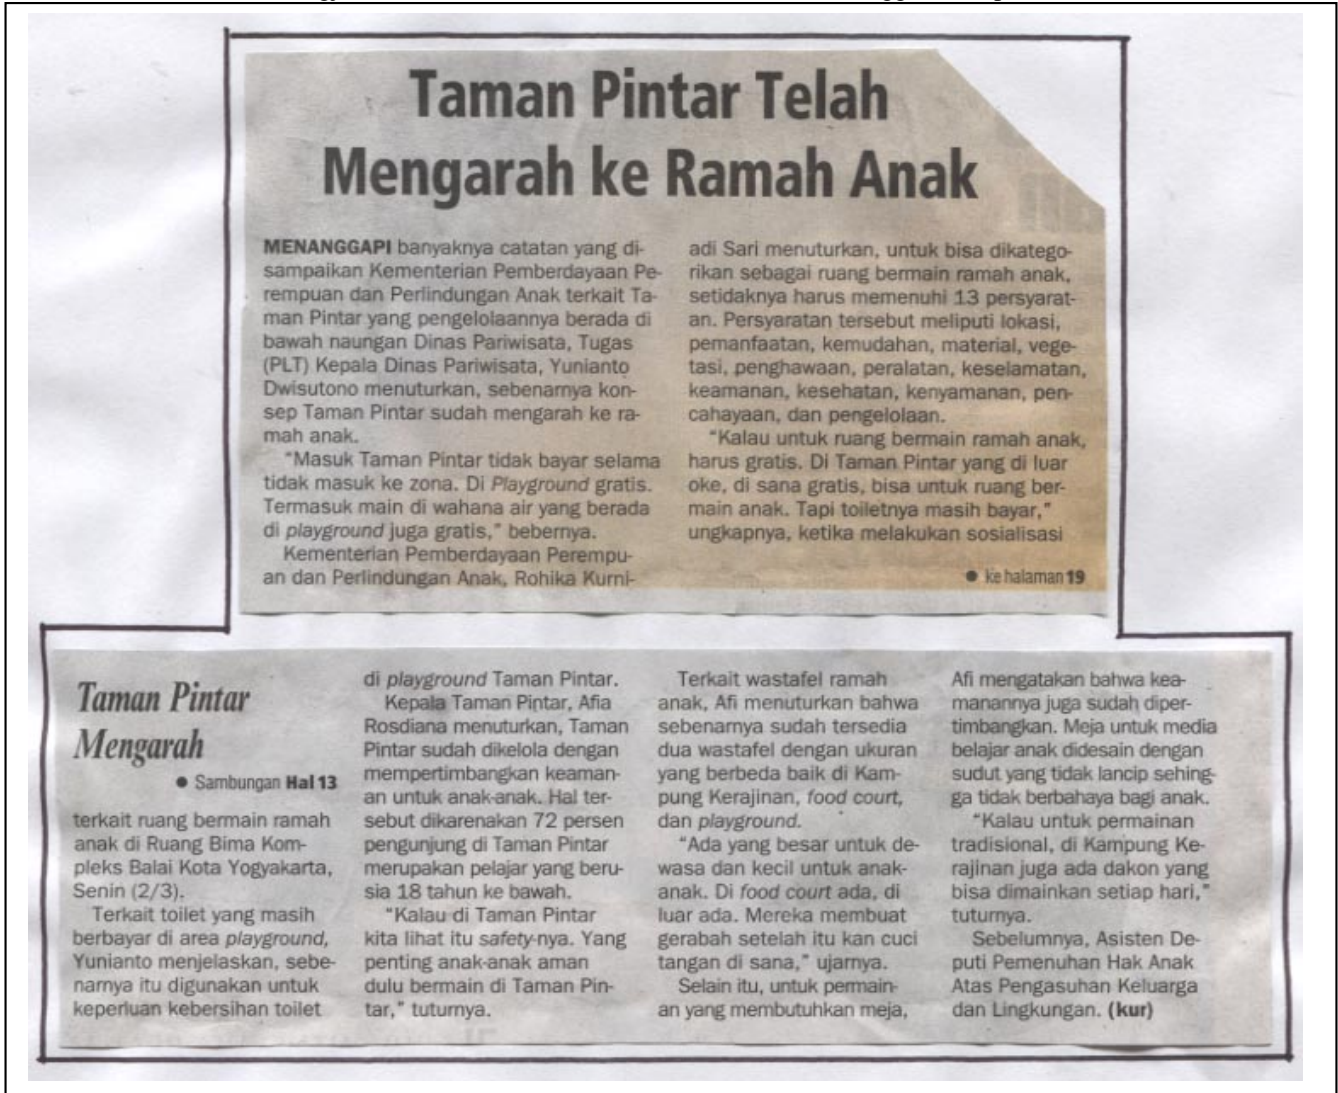 Taman Pintar Telah
Mengarah ke Ramah Anak
MENANGGAPI banyaknya catatan yang di-
sampaikan Kementerian Pemberdayaan Pe-
rempuan dan Perlindungan Anak terkait Ta-
man Pintar yang pengelolaannya berada di
bawah naungan Dinas Pariwisata, Tugas
(PLT) Kepala Dinas Pariwisata, Yunianto
Dwisutono menuturkan, sebenarnya kon-
sep Taman Pintar sudah mengarah ke ra-
mah anak.
"Masuk Taman Pintar tidak bayar selama
tidak masuk ke zona. Di Playground gratis.
Termasuk main di wahana air yang berada
di playground juga gratis," bebernya.
Kementerian Pemberdayaan Perempu-
an dan Perlindungan Anak, Rohika Kurni-
adi Sari menuturkan, untuk bisa dikatego-
rikan sebagai ruang bermain ramah anak,
setidaknya harus memenuhi 13 persyarat-
an. Persyaratan tersebut meliputi lokasi,
pemanfaatan, kemudahan, material, vege-
tasi, penghawaan, peralatan, keselamatan,
keamanan, kesehatan, kenyamanan, pen-
cahayaan, dan pengelolaan.
"Kalau untuk ruang bermain ramah anak,
harus gratis. Di Taman Pintar yang di luar
oke, di sana gratis, bisa untuk ruang ber-
main anak. Tapi toiletnya masih bayar,"
ungkapnya, ketika melakukan sosialisasi
● ke halaman 19
Taman Pintar
Mengarah
● Sambungan Hal 13
terkait ruang bermain ramah
anak di Ruang Bima Kom-
pleks Balai Kota Yogyakarta,
Senin (2/3).
Terkait toilet yang masih
berbayar di area playground,
Yunianto menjelaskan, sebe-
narnya itu digunakan untuk
keperluan kebersihan toilet
di playground Taman Pintar.
Kepala Taman Pintar, Afia
Rosdiana menuturkan, Taman
Pintar sudah dikelola dengan
mempertimbangkan keaman-
an untuk anak-anak. Hal ter-
sebut dikarenakan 72 persen
pengunjung di Taman Pintar
merupakan pelajar yang beru-
sia 18 tahun ke bawah.
"Kalau di Taman Pintar
kita lihat itu safety-nya. Yang
penting anak-anak aman
dulu bermain di Taman Pin-
tar," tuturnya.
Terkait wastafel ramah
anak, Afi menuturkan bahwa
sebenarnya sudah tersedia
dua wastafel dengan ukuran
yang berbeda baik di Kam-
pung Kerajinan, food court,
dan playground.
"Ada yang besar untuk de-
wasa dan kecil untuk anak-
anak. Di food court ada, di
luar ada. Mereka membuat
gerabah setelah itu kan cuci
tangan di sana," ujarnya.
Selain itu, untuk permain-
an yang membutuhkan meja,
Afi mengatakan bahwa kea-
manannya juga sudah diper-
timbangkan. Meja untuk media
belajar anak didesain dengan
sudut yang tidak lancip sehing-
ga tidak berbahaya bagi anak.
"Kalau untuk permainan
tradisional, di Kampung Ke-
rajinan juga ada dakon yang
bisa dimainkan setiap hari,"
tuturnya.
Sebelumnya, Asisten De-
puti Pemenuhan Hak Anak
Atas Pengasuhan Keluarga
dan Lingkungan. (kur)